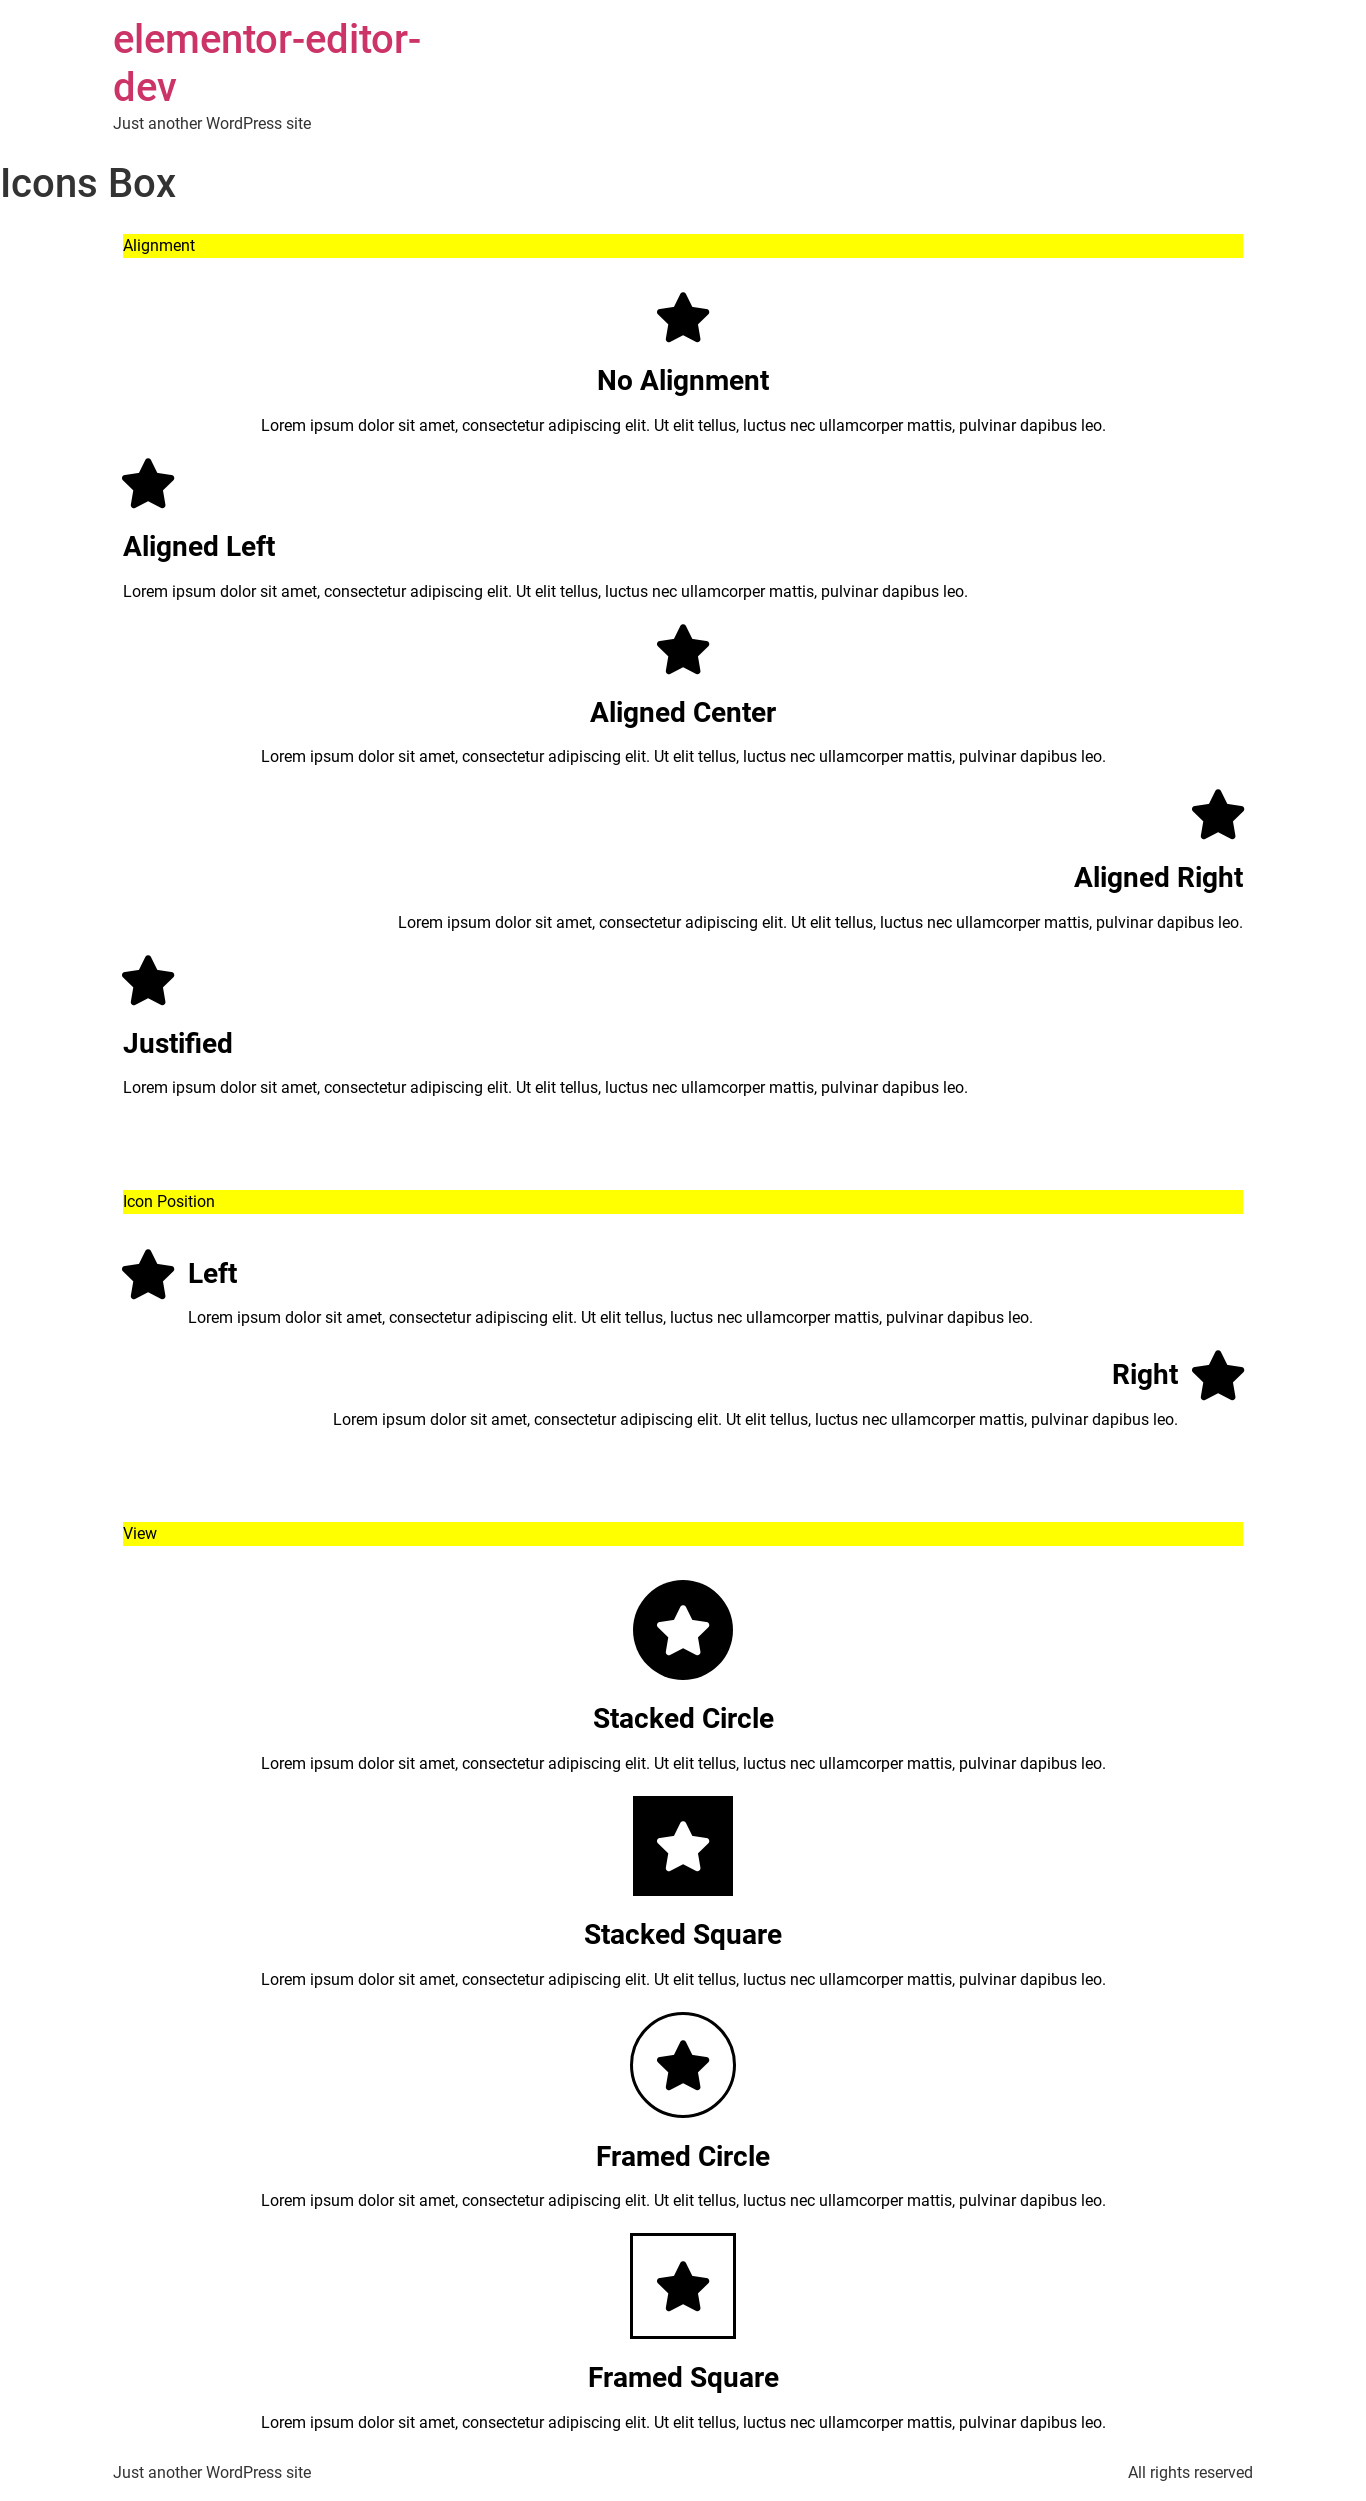 elementor-editor-
dev
Just another WordPress site
Icons Box
Alignment
No Alignment
Lorem ipsum dolor sit amet, consectetur adipiscing elit. Ut elit tellus, luctus nec ullamcorper mattis, pulvinar dapibus leo.
Aligned Left
Lorem ipsum dolor sit amet, consectetur adipiscing elit. Ut elit tellus, luctus nec ullamcorper mattis, pulvinar dapibus leo.
Aligned Center
Lorem ipsum dolor sit amet, consectetur adipiscing elit. Ut elit tellus, luctus nec ullamcorper mattis, pulvinar dapibus leo.
Aligned Right
Lorem ipsum dolor sit amet, consectetur adipiscing elit. Ut elit tellus, luctus nec ullamcorper mattis, pulvinar dapibus leo.
Justified
Lorem ipsum dolor sit amet, consectetur adipiscing elit. Ut elit tellus, luctus nec ullamcorper mattis, pulvinar dapibus leo.
Icon Position
Left
Lorem ipsum dolor sit amet, consectetur adipiscing elit. Ut elit tellus, luctus nec ullamcorper mattis, pulvinar dapibus leo.
Right
Lorem ipsum dolor sit amet, consectetur adipiscing elit. Ut elit tellus, luctus nec ullamcorper mattis, pulvinar dapibus leo.
View
Stacked Circle
Lorem ipsum dolor sit amet, consectetur adipiscing elit. Ut elit tellus, luctus nec ullamcorper mattis, pulvinar dapibus leo.
Stacked Square
Lorem ipsum dolor sit amet, consectetur adipiscing elit. Ut elit tellus, luctus nec ullamcorper mattis, pulvinar dapibus leo.
Framed Circle
Lorem ipsum dolor sit amet, consectetur adipiscing elit. Ut elit tellus, luctus nec ullamcorper mattis, pulvinar dapibus leo.
Framed Square
Lorem ipsum dolor sit amet, consectetur adipiscing elit. Ut elit tellus, luctus nec ullamcorper mattis, pulvinar dapibus leo.
Just another WordPress site
All rights reserved